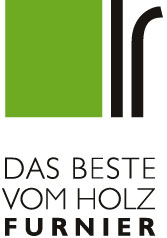 lr
DAS BESTE
VOM HOLZ
FURNIER